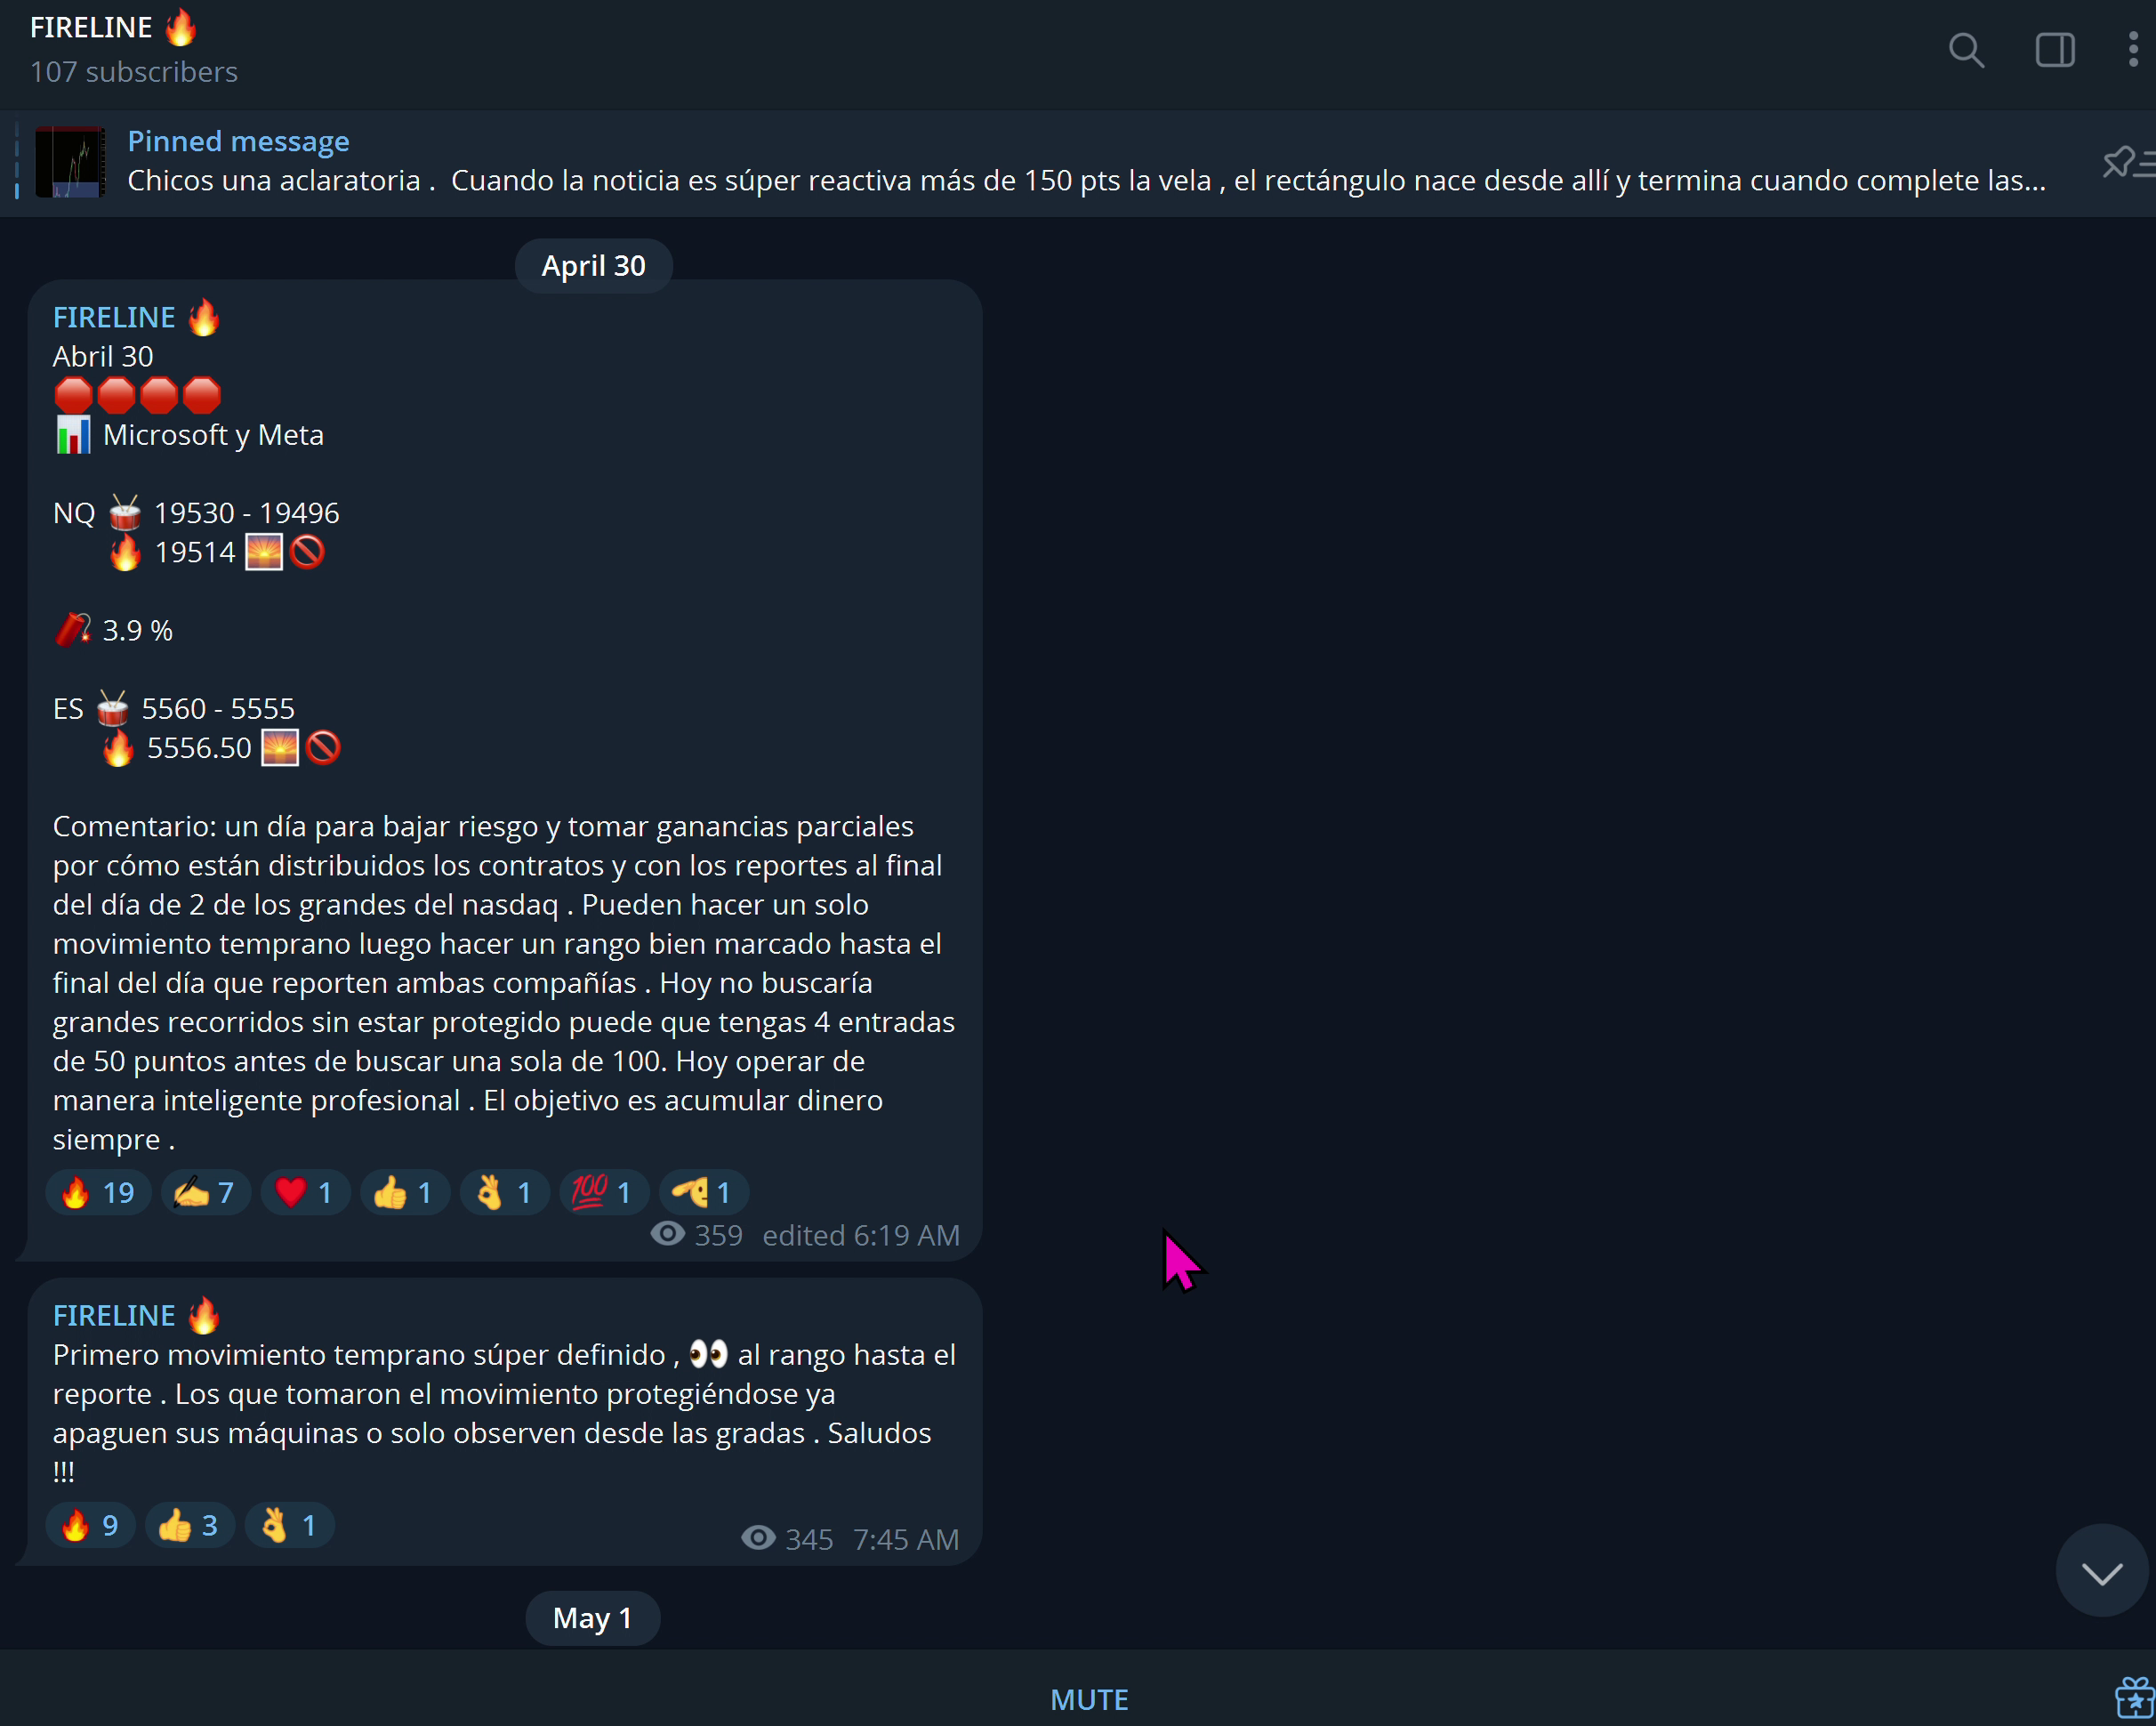 FIRELINE 🔥
107 subscribers
Pinned message
Chicos una aclaratoria .  Cuando la noticia es súper reactiva más de 150 pts la vela , el rectángulo nace desde allí y termina cuando complete las...
April 30
FIRELINE 🔥
Abril 30
🛑🛑🛑🛑
📊 Microsoft y Meta
NQ 🥁 19530 - 19496
🔥 19514 🌅🚫
🧨 3.9 %
ES 🥁 5560 - 5555
🔥 5556.50 🌅🚫
Comentario: un día para bajar riesgo y tomar ganancias parciales
por cómo están distribuidos los contratos y con los reportes al final
del día de 2 de los grandes del nasdaq . Pueden hacer un solo
movimiento temprano luego hacer un rango bien marcado hasta el
final del día que reporten ambas compañías . Hoy no buscaría
grandes recorridos sin estar protegido puede que tengas 4 entradas
de 50 puntos antes de buscar una sola de 100. Hoy operar de
manera inteligente profesional . El objetivo es acumular dinero
siempre .
🔥 19 ✍️ 7 ❤️ 1 👍 1 👌 1 💯 1 🫡 1
359 edited 6:19 AM
FIRELINE 🔥
Primero movimiento temprano súper definido , 👀 al rango hasta el
reporte . Los que tomaron el movimiento protegiéndose ya
apaguen sus máquinas o solo observen desde las gradas . Saludos
!!!
🔥 9 👍 3 👌 1
345 7:45 AM
May 1
MUTE